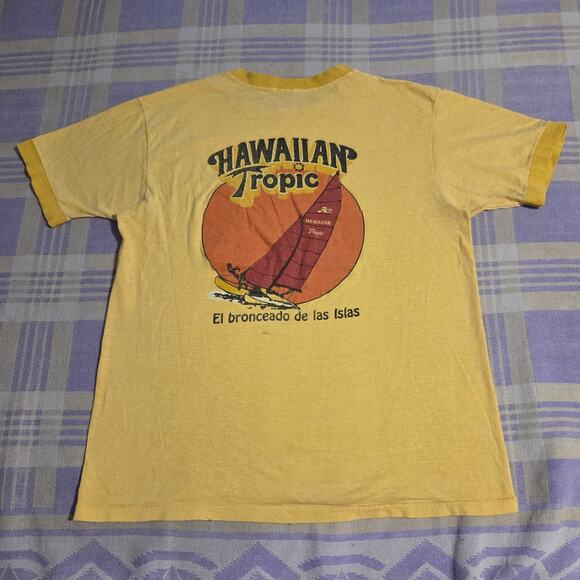 HAWAIIAN
Tropic
HAWAIIAN
Tropic
El bronceado de las Islas